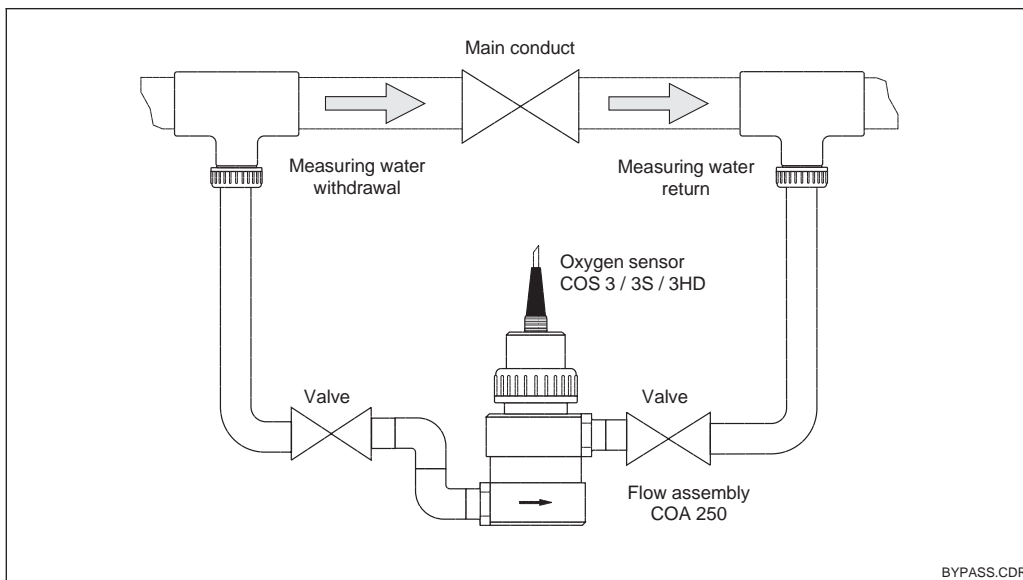 Main conduct
Measuring water
withdrawal
Measuring water
return
Oxygen sensor
COS 3 / 3S / 3HD
Valve
Valve
Flow assembly
COA 250
BYPASS.CDR